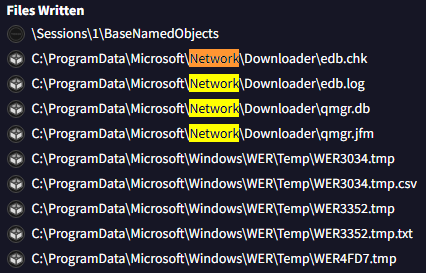 Files Written
\Sessions\1\BaseNamedObjects
C:\ProgramData\Microsoft\Network\Downloader\edb.chk
C:\ProgramData\Microsoft\Network\Downloader\edb.log
C:\ProgramData\Microsoft\Network\Downloader\qmgr.db
C:\ProgramData\Microsoft\Network\Downloader\qmgr.jfm
C:\ProgramData\Microsoft\Windows\WER\Temp\WER3034.tmp
C:\ProgramData\Microsoft\Windows\WER\Temp\WER3034.tmp.csv
C:\ProgramData\Microsoft\Windows\WER\Temp\WER3352.tmp
C:\ProgramData\Microsoft\Windows\WER\Temp\WER3352.tmp.txt
C:\ProgramData\Microsoft\Windows\WER\Temp\WER4FD7.tmp